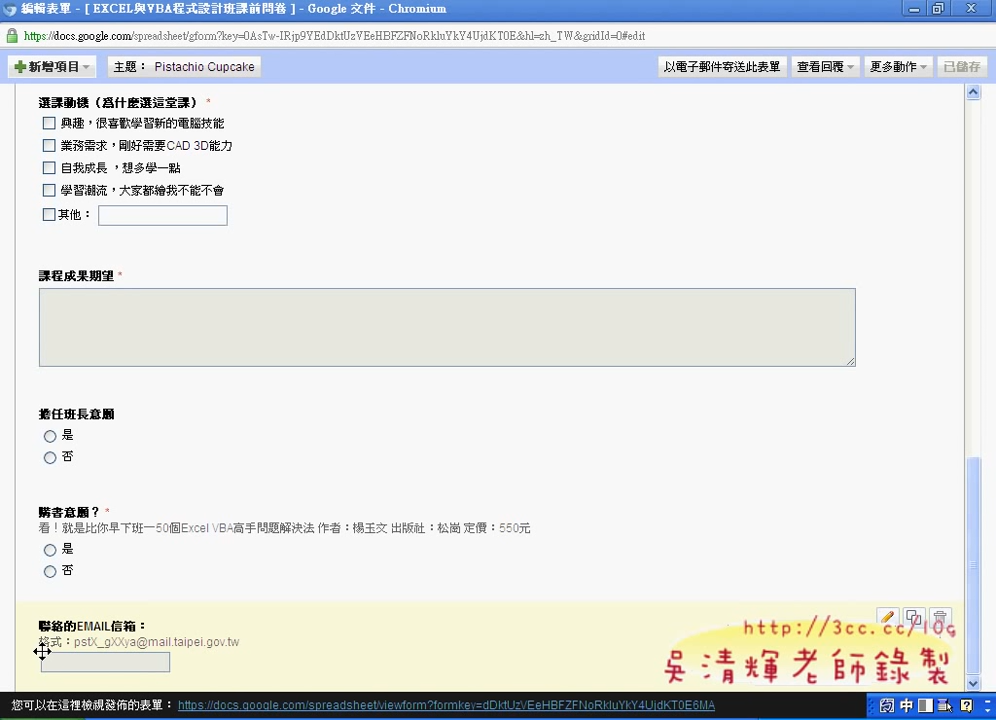 編輯表單 - [ EXCEL與VBA程式設計班課前問卷 ] - Google 文件 - Chromium
https://docs.google.com/spreadsheet/gform?key=0AsTw-IRjp9YEdDktUzVEeHBFZFNoRkluYkY4UjdKT0E&hl=zh_TW&gridId=0#edit
新增項目 主題： Pistachio Cupcake 以電子郵件寄送此表單 查看回覆 更多動作 已儲存
選課動機（為什麼選這堂課） *
興趣，很喜歡學習新的電腦技能
業務需求，剛好需要CAD 3D能力
自我成長 ，想多學一點
學習潮流，大家都繪我不能不會
其他：
課程成果期望 *
擔任班長意願
是
否
購書意願？ *
看！就是比你早下班—50個Excel VBA高手問題解決法 作者：楊玉文 出版社：松崗 定價：550元
是
否
聯絡的EMAIL信箱：
格式：pstX_gXXya@mail.taipei.gov.tw
http://3cc.cc/10g
吳清輝老師錄製
您可以在這裡檢視發佈的表單： https://docs.google.com/spreadsheet/viewform?formkey=dDktUzVEeHBFZFNoRkluYkY4UjdKT0E6MA
中